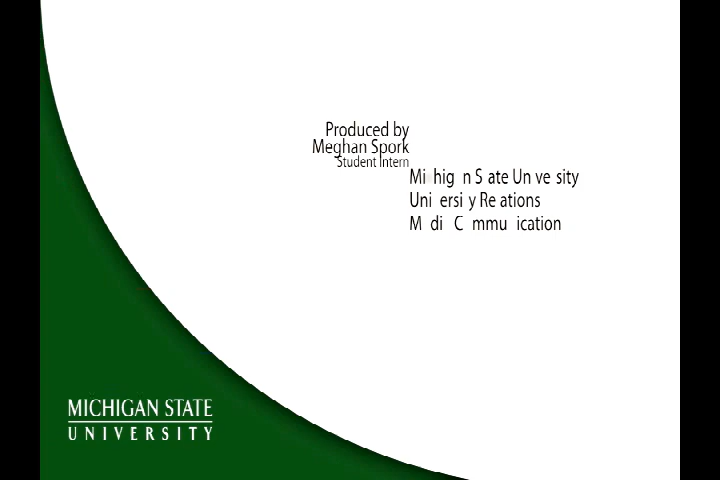 Produced by
Meghan Spork
Student Intern
Mi hig n S ate Un ve sity
Uni ersi y Re ations
M di C mmu ication
MICHIGAN STATE
UNIVERSITY